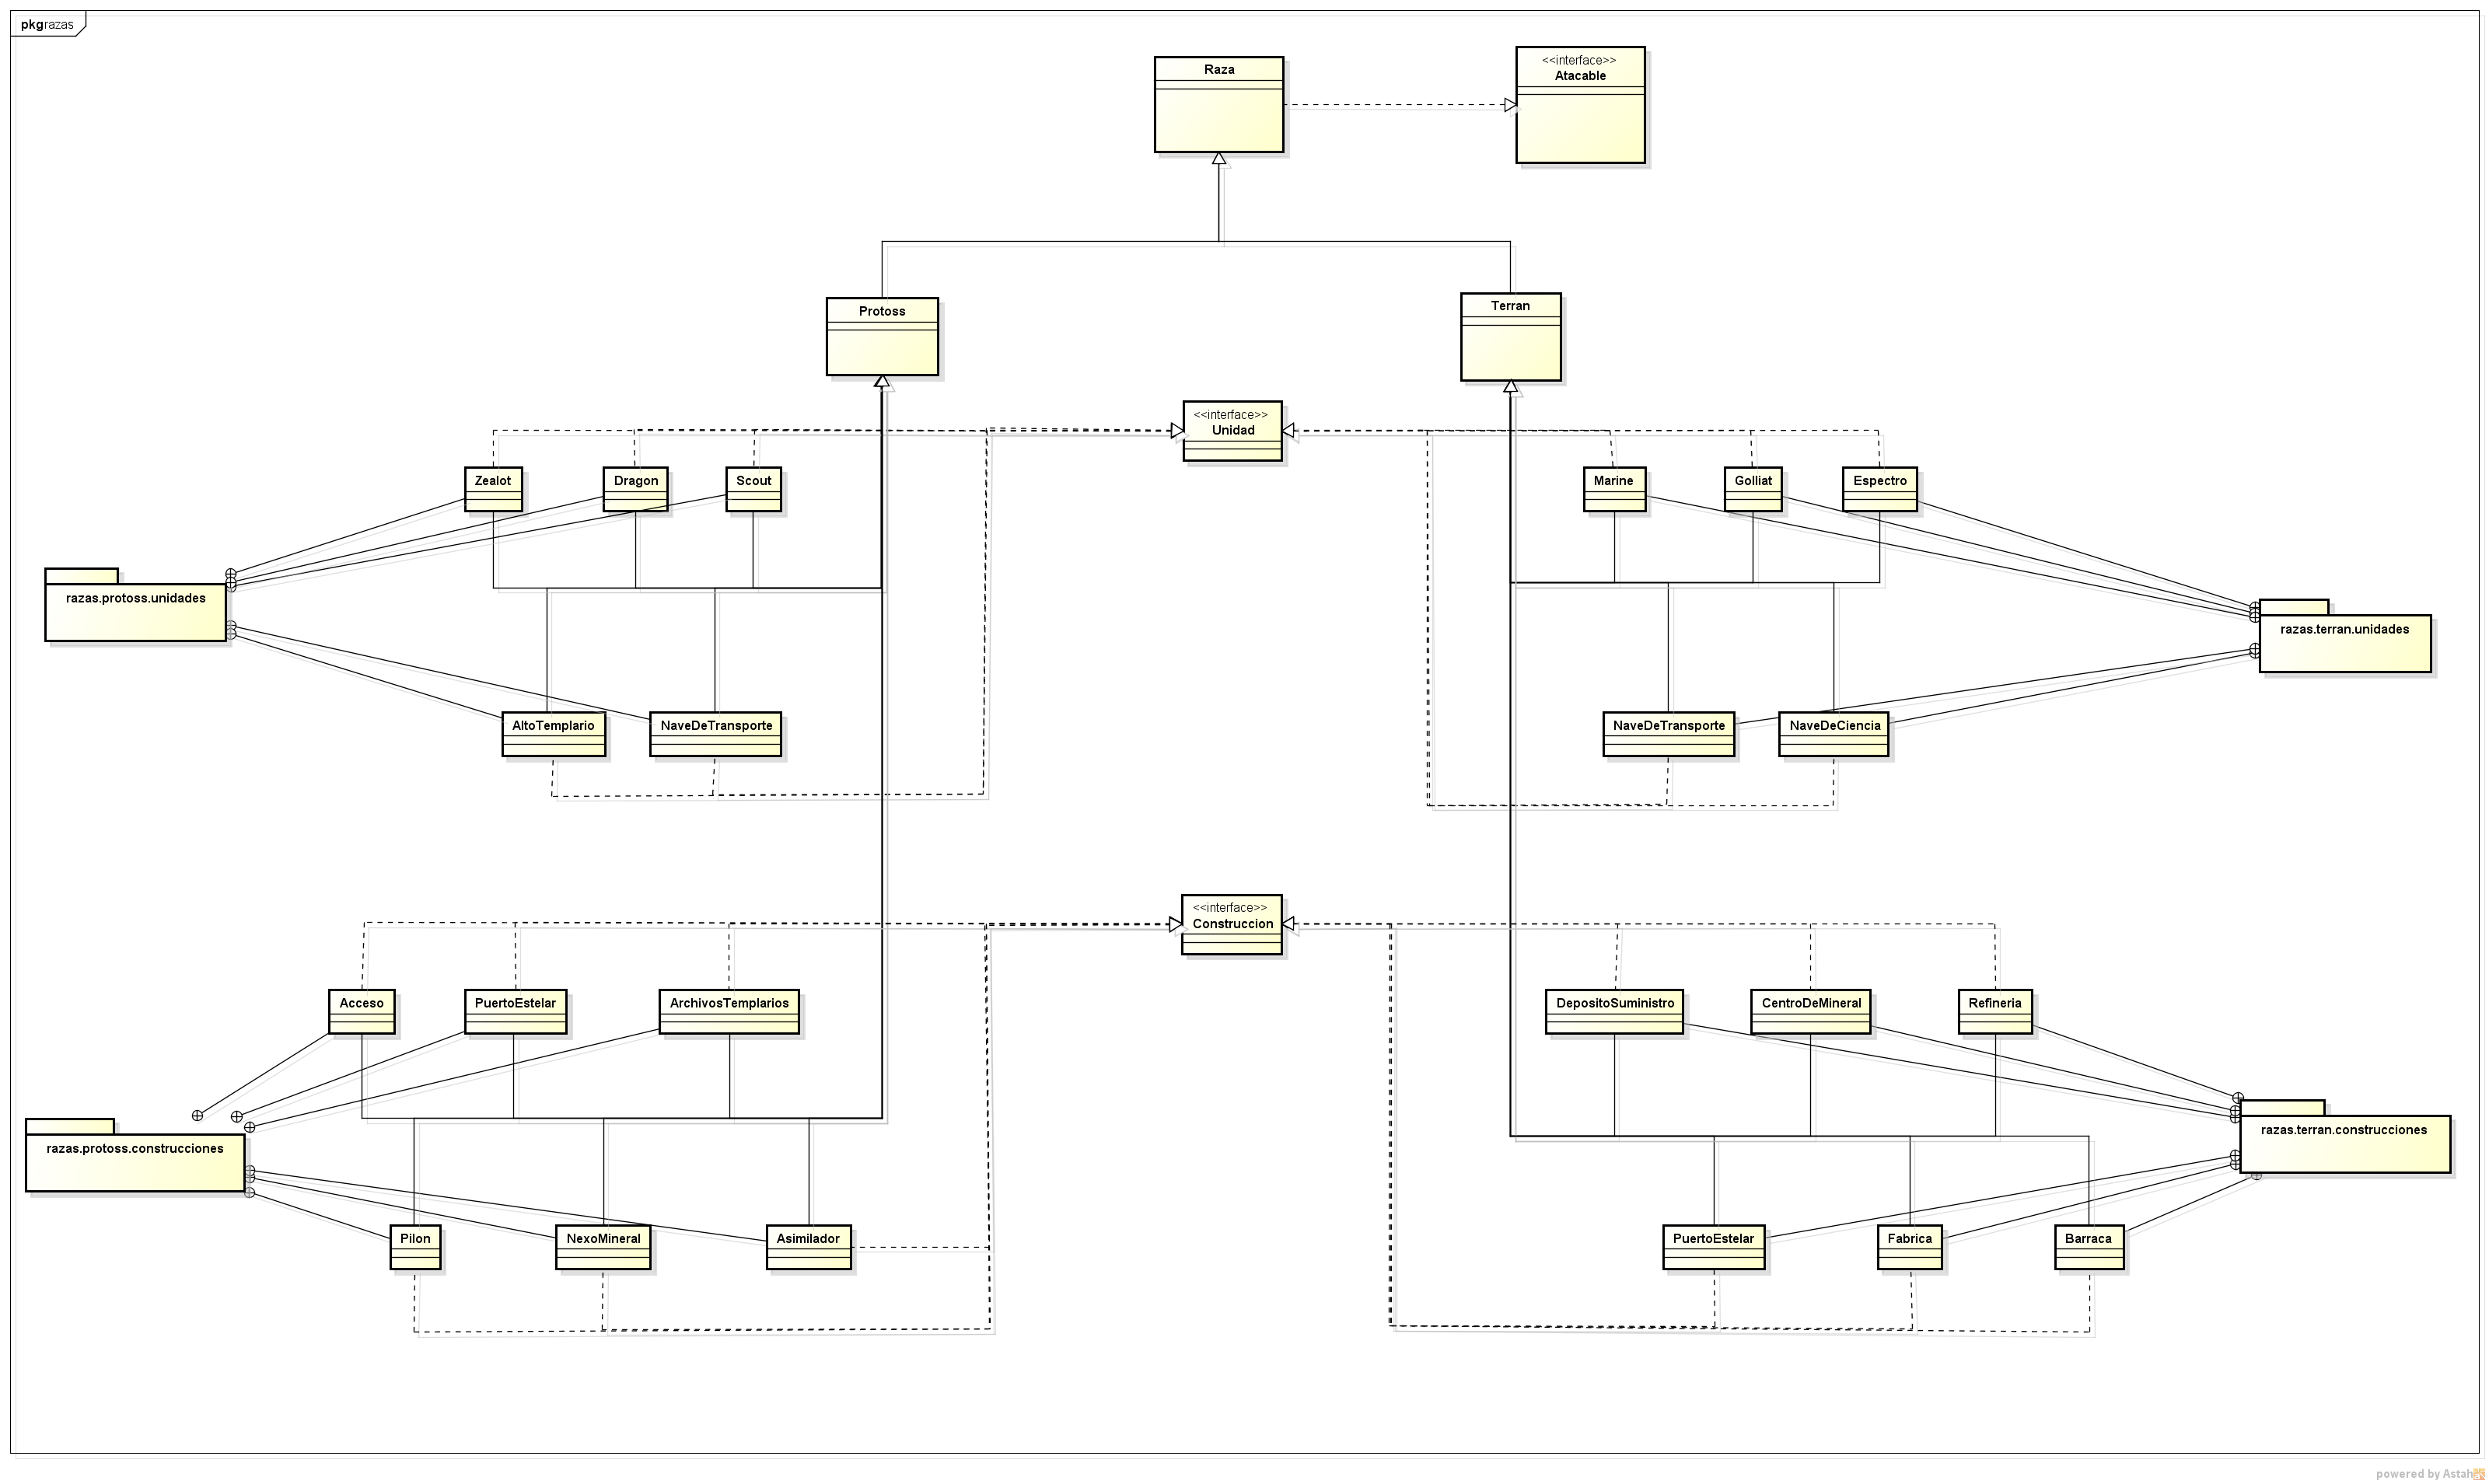 pkg razas
Raza
<<interface>>
Atacable
Protoss
Terran
<<interface>>
Unidad
Zealot
Dragon
Scout
Marine
Golliat
Espectro
razas.protoss.unidades
razas.terran.unidades
AltoTemplario
NaveDeTransporte
NaveDeTransporte
NaveDeCiencia
<<interface>>
Construccion
Acceso
PuertoEstelar
ArchivosTemplarios
DepositoSuministro
CentroDeMineral
Refineria
razas.protoss.construcciones
razas.terran.construcciones
Pilon
NexoMineral
Asimilador
PuertoEstelar
Fabrica
Barraca
powered by Astah